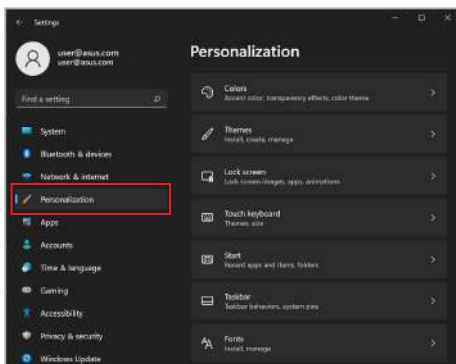 Settings
user@asus.com
user@asus.com
Find a setting
System
Bluetooth & devices
Network & internet
Personalization
Apps
Accounts
Time & language
Gaming
Accessibility
Privacy & security
Windows Update
Personalization
Colors
Accent color, transparency effects, color theme
Themes
Install, create, manage
Lock screen
Lock screen images, apps, animations
Touch keyboard
Themes, size
Start
Recent apps and items, folders
Taskbar
Taskbar behaviors, system pins
Fonts
Install, manage